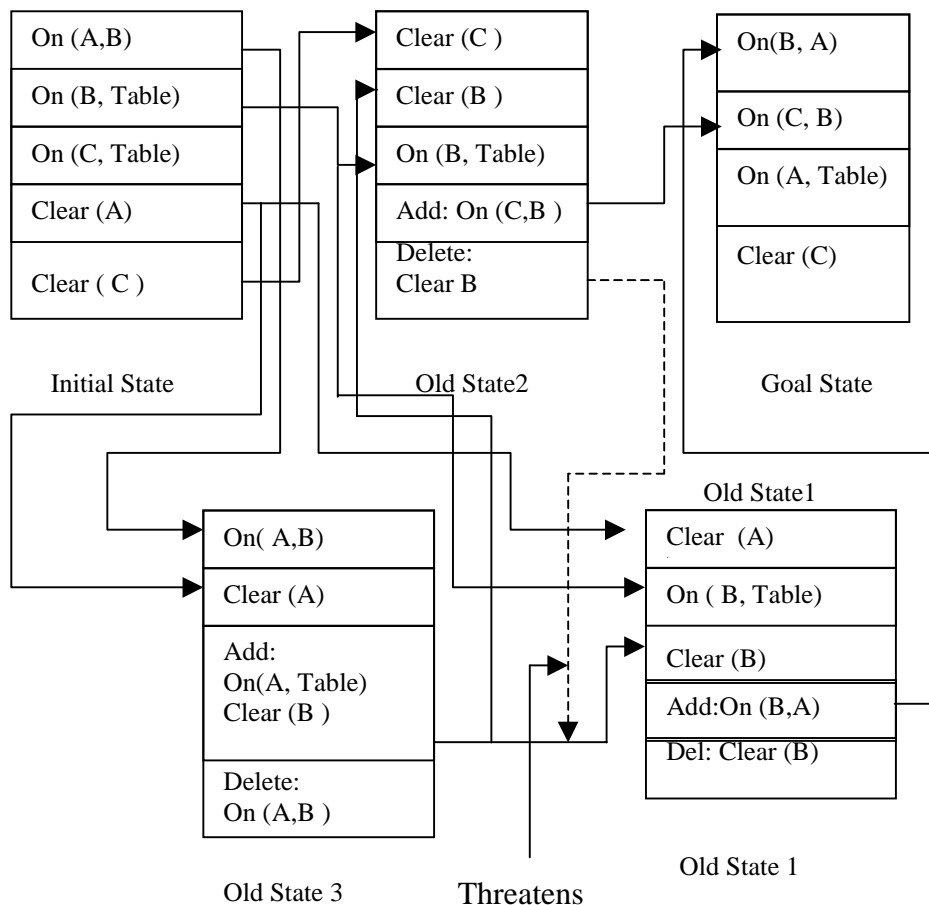 On (A,B)
On (B, Table)
On (C, Table)
Clear (A)
Clear ( C )
Initial State
Clear (C )
Clear (B )
On (B, Table)
Add: On (C,B )
Delete:
Clear B
Old State2
On(B, A)
On (C, B)
On (A, Table)
Clear (C)
Goal State
On( A,B)
Clear (A)
Add:
On(A, Table)
Clear (B )
Delete:
On (A,B )
Old State 3
Threatens
Old State1
Clear (A)
On ( B, Table)
Clear (B)
Add:On (B,A)
Del: Clear (B)
Old State 1